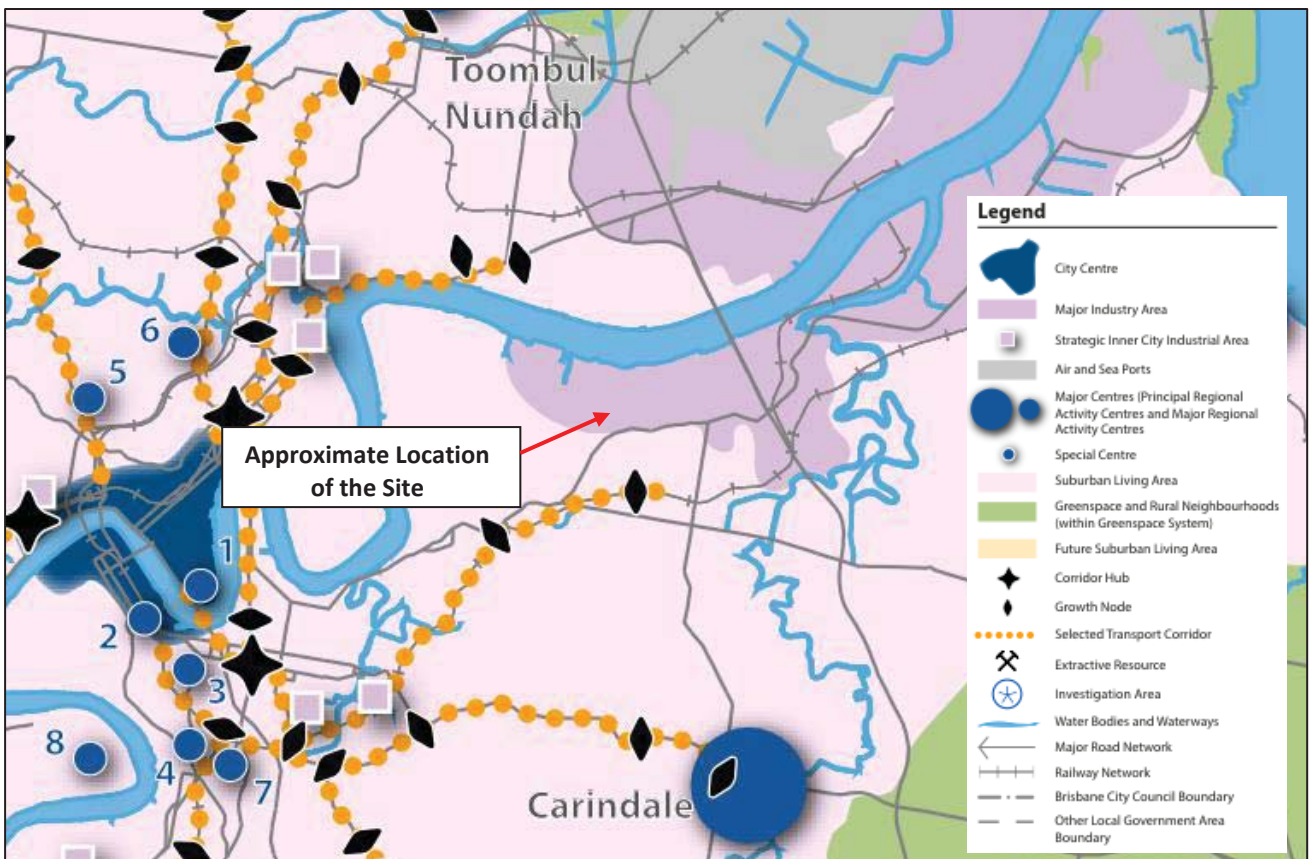 Toombul
Nundah
6
5
Approximate Location
of the Site
1
2
3
8
4
7
Carindale
Legend
City Centre
Major Industry Area
Strategic Inner City Industrial Area
Air and Sea Ports
Major Centres (Principal Regional
Activity Centres and Major Regional
Activity Centres
Special Centre
Suburban Living Area
Greenspace and Rural Neighbourhoods
(within Greenspace System)
Future Suburban Living Area
Corridor Hub
Growth Node
Selected Transport Corridor
Extractive Resource
Investigation Area
Water Bodies and Waterways
Major Road Network
Railway Network
Brisbane City Council Boundary
Other Local Government Area
Boundary